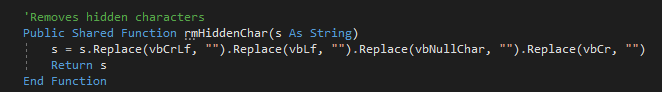 'Removes hidden characters
Public Shared Function rmHiddenChar(s As String)
s = s.Replace(vbCrLf, "").Replace(vbLf, "").Replace(vbNullChar, "").Replace(vbCr, "")
Return s
End Function